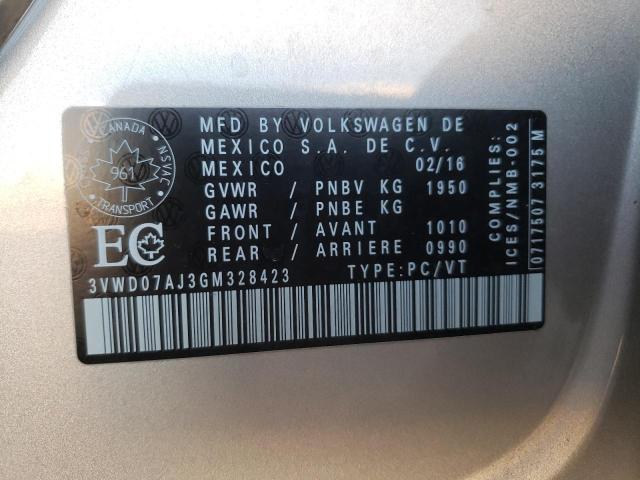 MFD BY VOLKSWAGEN DE
MEXICO S.A. DE C.V.
MEXICO 02/16
GVWR / PNBV KG 1950
GAWR / PNBE KG
FRONT / AVANT 1010
REAR / ARRIERE 0990
3VWD07AJ3GM328423 TYPE:PC/VT
CANADA
NSVAC
961
TRANSPORT
EC
COMPLIES:
ICES/NMB-002
0717507 3175 M